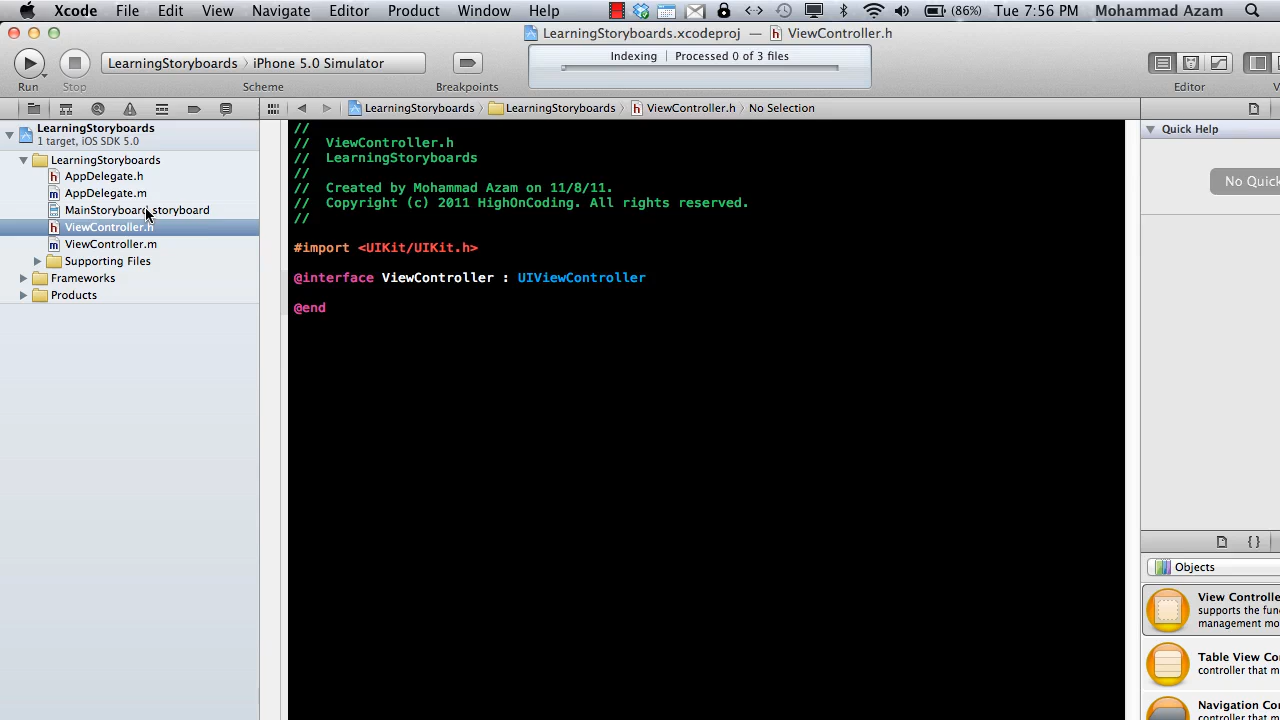 Xcode File Edit View Navigate Editor Product Window Help (86%) Tue 7:56 PM Mohammad Azam
LearningStoryboards.xcodeproj — ViewController.h
LearningStoryboards iPhone 5.0 Simulator
Indexing | Processed 0 of 3 files
Run Stop Scheme Breakpoints Editor
LearningStoryboards LearningStoryboards ViewController.h No Selection
LearningStoryboards
1 target, iOS SDK 5.0
LearningStoryboards
AppDelegate.h
AppDelegate.m
MainStoryboard.storyboard
ViewController.h
ViewController.m
Supporting Files
Frameworks
Products
//
// ViewController.h
// LearningStoryboards
//
// Created by Mohammad Azam on 11/8/11.
// Copyright (c) 2011 HighOnCoding. All rights reserved.
//
#import <UIKit/UIKit.h>
@interface ViewController : UIViewController
@end
Quick Help
No Quick
{ }
Objects
View Controlle
supports the fun
management mo
Table View Co
controller that m
Navigation Co
controller that m